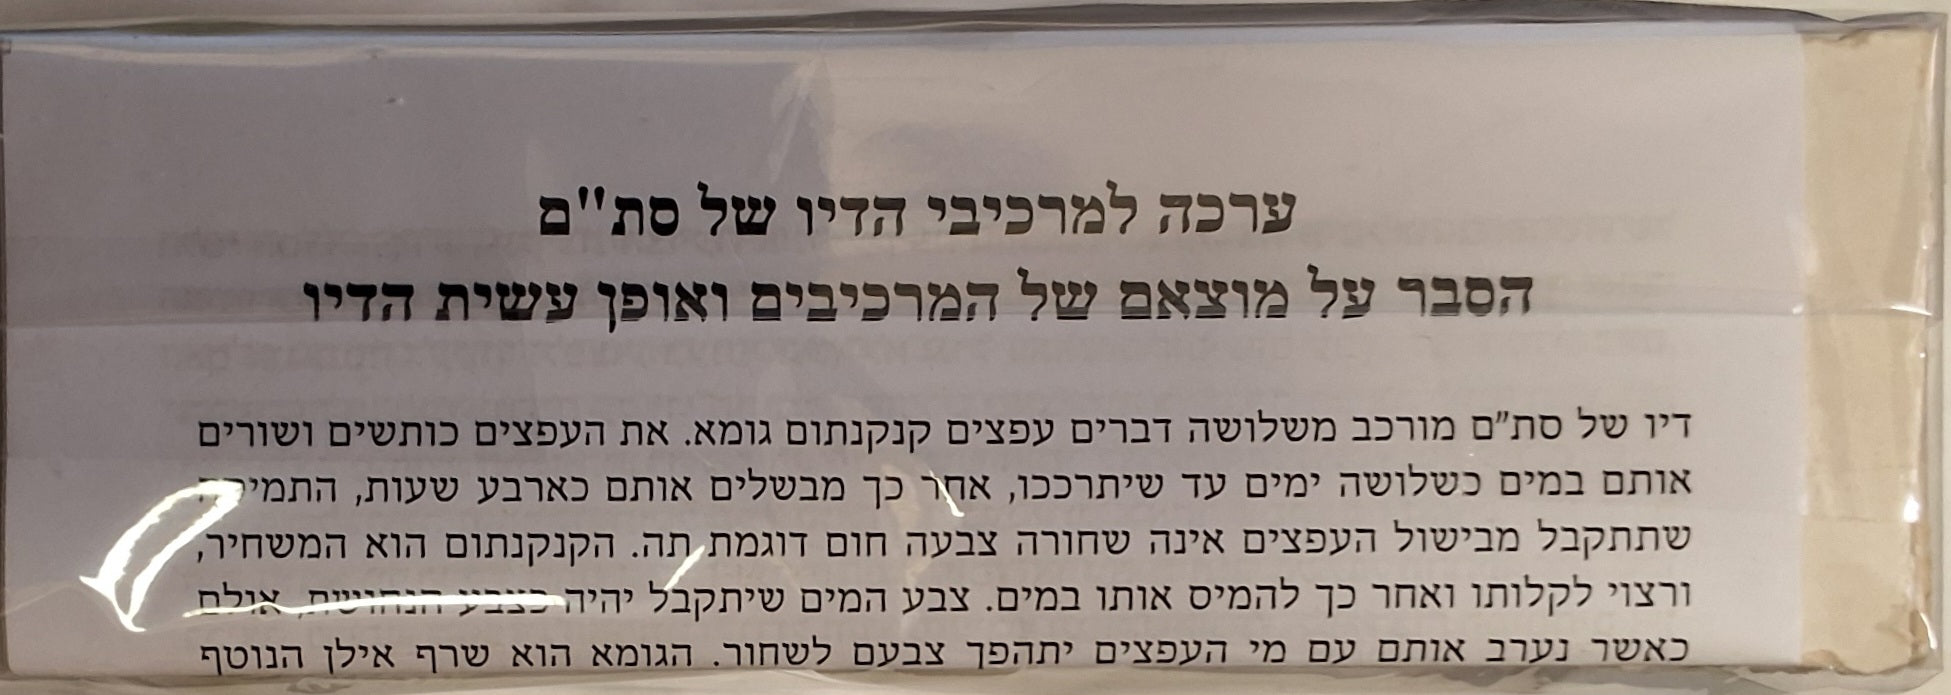 ערכה למרכיבי הדיו של סת"ם
הסבר על מוצאם של המרכיבים ואופן עשית הדיו
דיו של סת"ם מורכב משלושה דברים עפצים קנקנתום גומא. את העפצים כותשים ושורים
אותם במים כשלושה ימים עד שיתרככו, אחר כך מבשלים אותם כארבע שעות, התמיסה
שתתקבל מבישול העפצים אינה שחורה צבעה חום דוגמת תה. הקנקנתום הוא המשחיר,
ורצוי לקלותו ואחר כך להמיס אותו במים. צבע המים שיתקבל יהיה כצבע הנחושת, אולם
כאשר נערב אותם עם מי העפצים יתהפך צבעם לשחור. הגומא הוא שרף אילן הנוטף